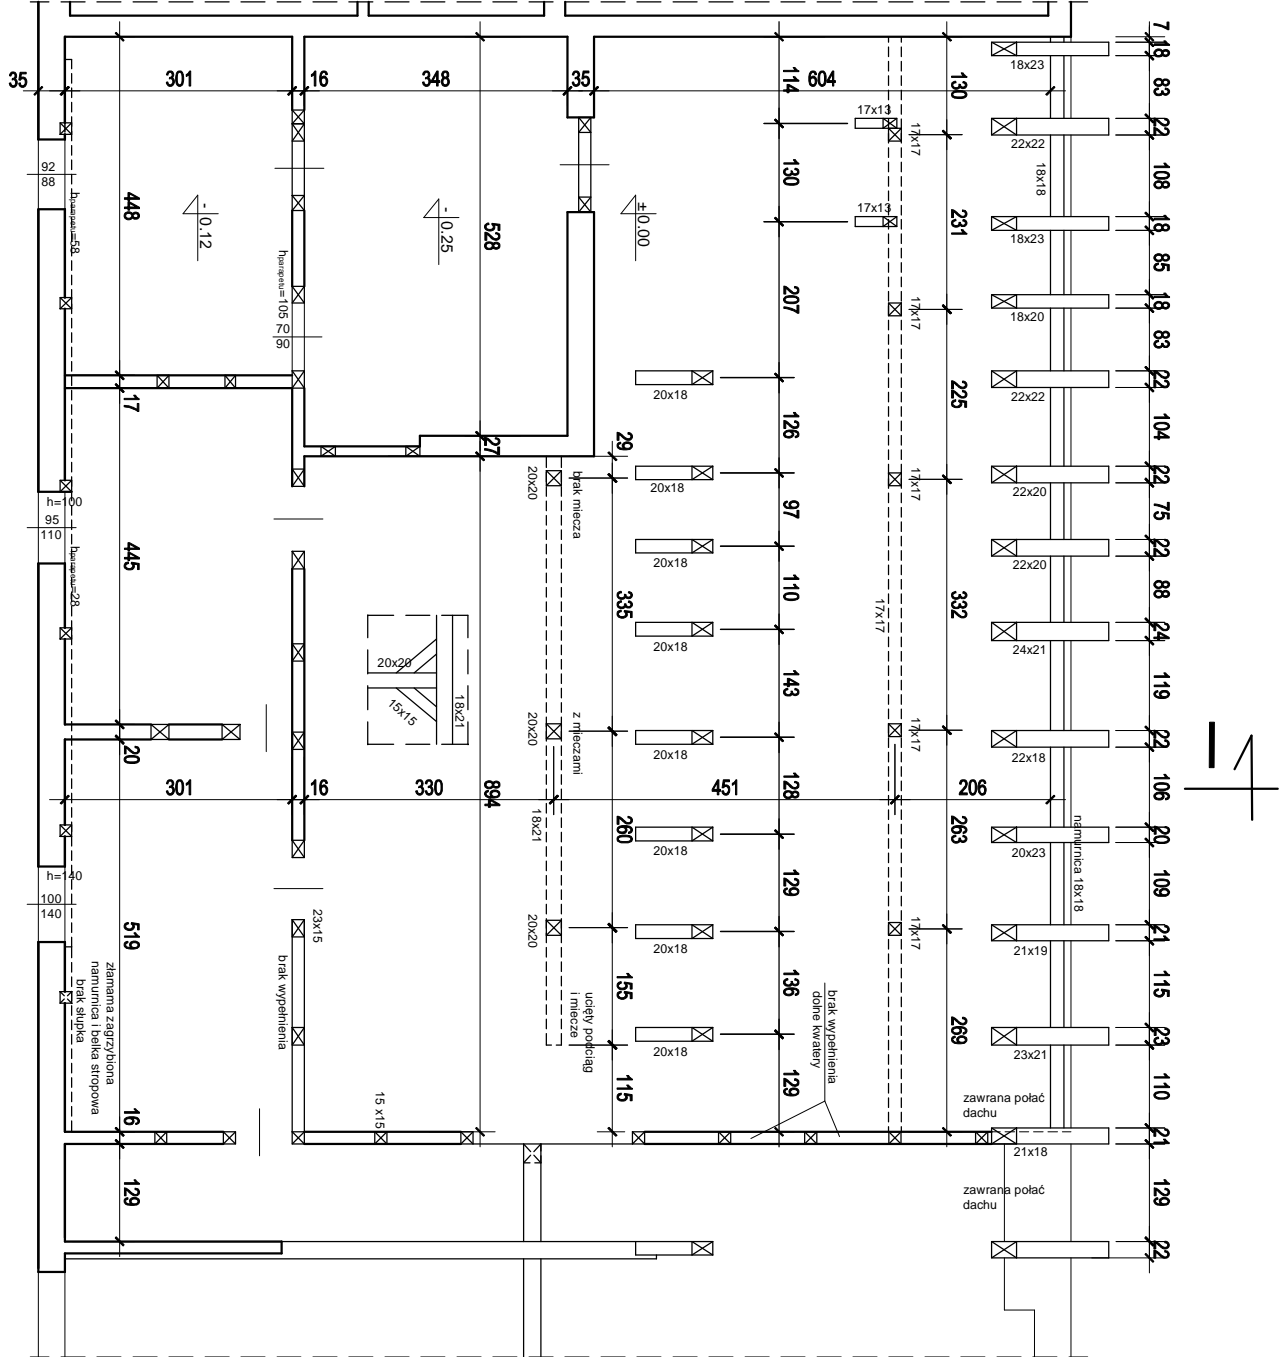 35
301
16
348
35
604
7
18
83
22
108
18
85
18
83
22
104
22
75
22
88
24
119
22
106
20
109
21
115
23
110
21
129
22
114
130
207
126
97
110
143
128
129
136
129
130
231
225
332
263
269
18x23
22x22
18x23
18x20
22x22
22x20
22x20
24x21
22x18
20x23
21x19
23x21
21x18
18x18
namurnica 18x18
17x13
17x13
17x17
17x17
17x17
17x17
17x17
17x17
20x18
20x18
20x18
20x18
20x18
20x18
20x18
20x18
92
88
hparapetu=58
448
- 0.12
hparapetu=105
70
90
- 0.25
528
±0.00
17
27
29
20x20
brak miecza
h=100
95
110
hparapetu=28
445
335
20x20
15x15
18x21
20x20
z mieczami
20
301
16
330
894
451
206
18x21
260
h=140
100
140
519
23x15
20x20
155
115
złamama zagrzybiona
namurnica i belka stropowa
brak słupka
brak wypełnienia
ucięty podciąg
i miecze
brak wypełnienia
dolne kwatery
15 x15
16
129
zawrana połać
dachu
zawrana połać
dachu